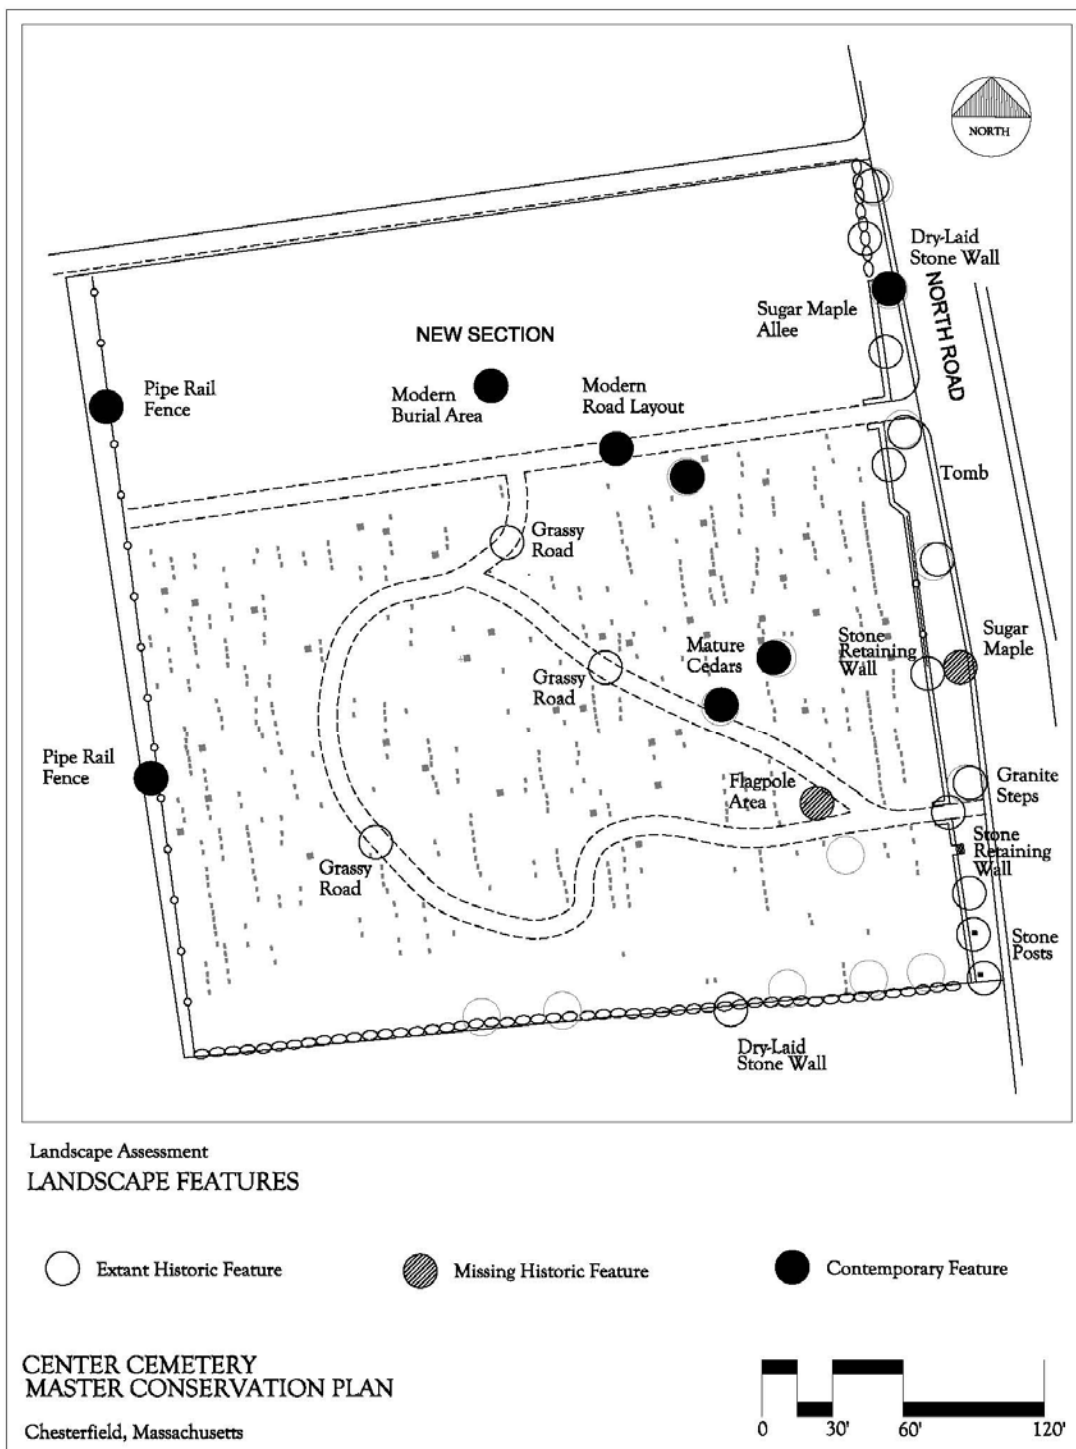 NORTH
Dry-Laid
Stone Wall
NORTH ROAD
Sugar Maple
Allee
NEW SECTION
Pipe Rail
Fence
Modern
Burial Area
Modern
Road Layout
Tomb
Grassy
Road
Sugar
Maple
Stone
Retaining
Wall
Mature
Cedars
Grassy
Road
Pipe Rail
Fence
Flagpole
Area
Granite
Steps
Stone
Retaining
Wall
Grassy
Road
Stone
Posts
Dry-Laid
Stone Wall
Landscape Assessment
LANDSCAPE FEATURES
Extant Historic Feature
Missing Historic Feature
Contemporary Feature
CENTER CEMETERY
MASTER CONSERVATION PLAN
Chesterfield, Massachusetts
0 30' 60' 120'